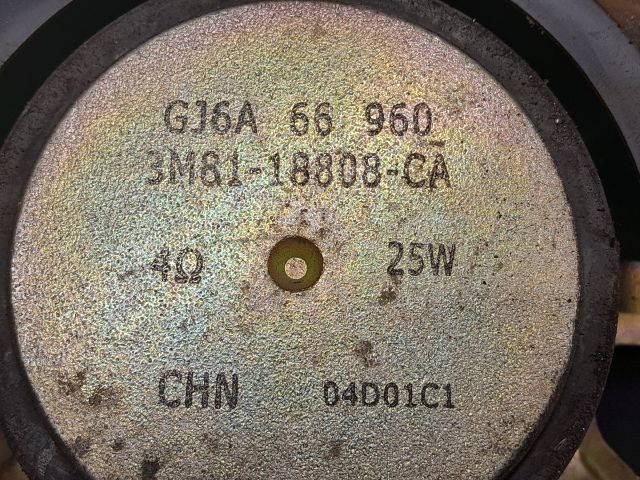 GJ6A 66 960
3M81-18808-CA
4Ω 25W
CHN 04D01C1